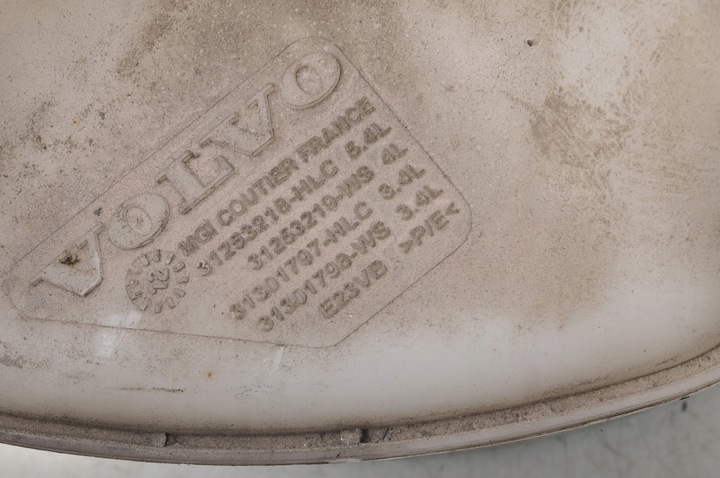 VOLVO
MGI COUTIER FRANCE
31253218-HLC 5.4L
31253219-WS 4L
31301797-HLC 3.4L
31301798-WS 3.4L
E23VB >P/E<